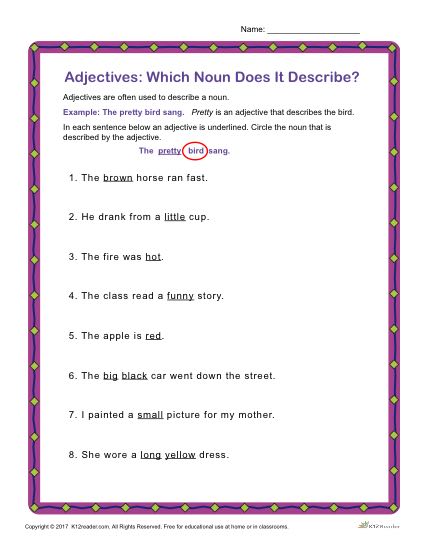 Name: ____________________
Adjectives: Which Noun Does It Describe?
Adjectives are often used to describe a noun.
Example: The pretty bird sang. Pretty is an adjective that describes the bird.
In each sentence below an adjective is underlined. Circle the noun that is
described by the adjective.
The pretty bird sang.
1. The brown horse ran fast.
2. He drank from a little cup.
3. The fire was hot.
4. The class read a funny story.
5. The apple is red.
6. The big black car went down the street.
7. I painted a small picture for my mother.
8. She wore a long yellow dress.
Copyright © 2017 K12reader.com. All Rights Reserved. Free for educational use at home or in classrooms. K12Reader